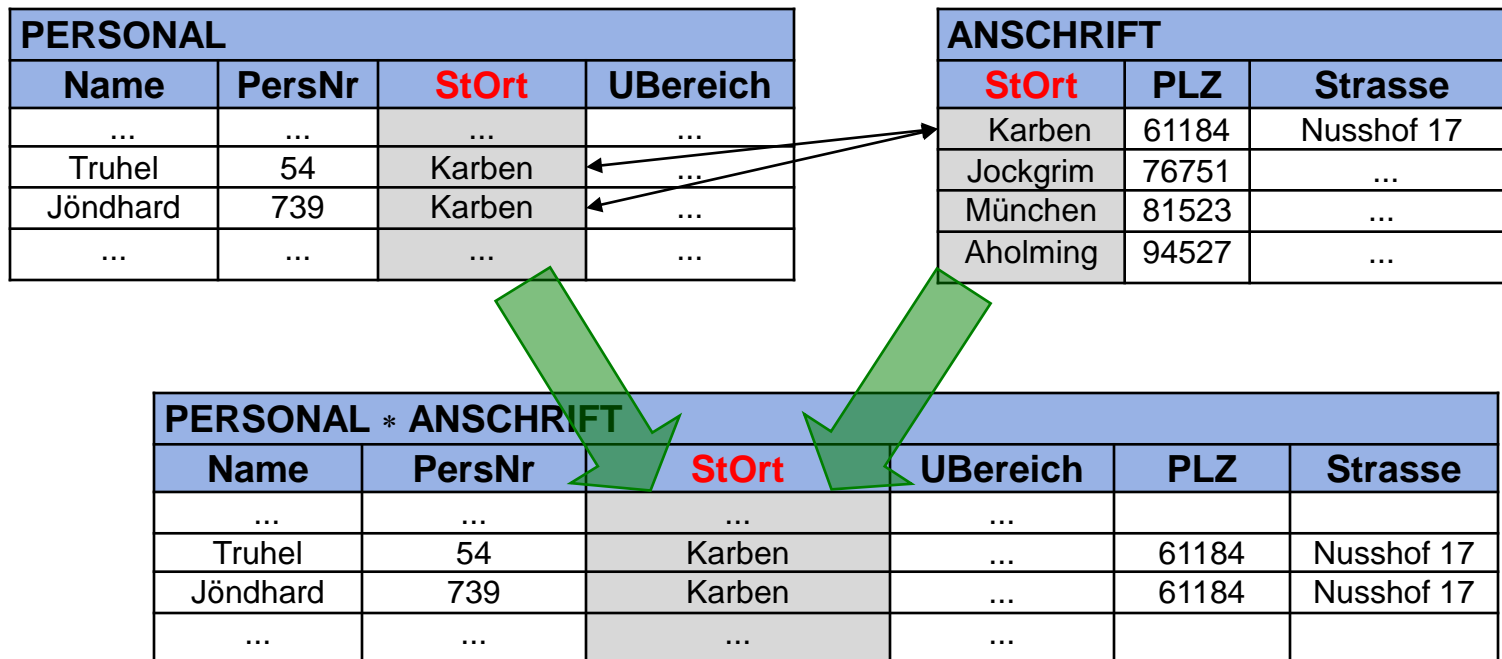 PERSONAL
Name PersNr StOrt UBereich
... ... ... ...
Truhel 54 Karben ...
Jöndhard 739 Karben ...
... ... ... ...
ANSCHRIFT
StOrt PLZ Strasse
Karben 61184 Nusshof 17
Jockgrim 76751 ...
München 81523 ...
Aholming 94527 ...
PERSONAL * ANSCHRIFT
Name PersNr StOrt UBereich PLZ Strasse
... ... ... ...
Truhel 54 Karben ... 61184 Nusshof 17
Jöndhard 739 Karben ... 61184 Nusshof 17
... ... ... ...